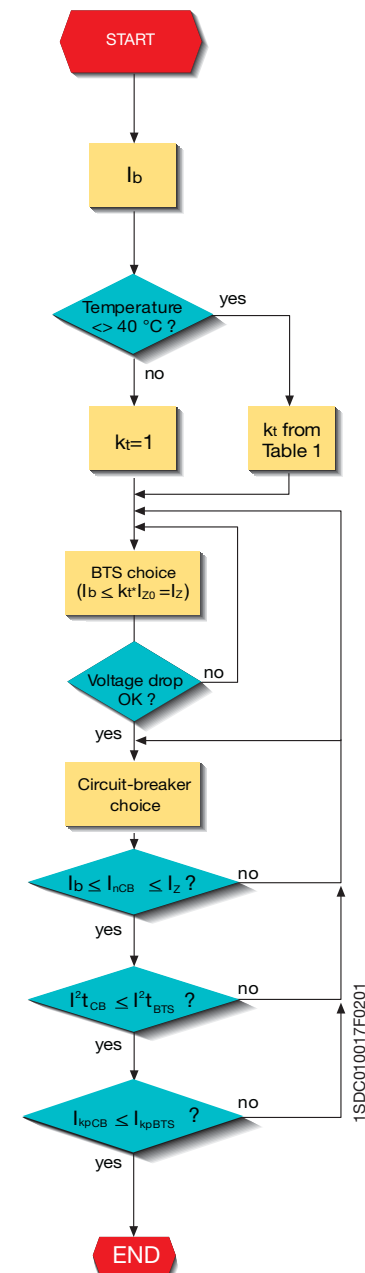 START
Ib
Temperature
<> 40 °C ?
yes
no
kt=1
kt from
Table 1
BTS choice
(Ib ≤ kt*IZ0 =IZ)
Voltage drop
OK ?
no
yes
Circuit-breaker
choice
Ib ≤ InCB ≤ IZ ?
no
yes
I²tCB ≤ I²tBTS ?
no
yes
IkpCB ≤ IkpBTS ?
no
yes
END
1SDC010017F0201